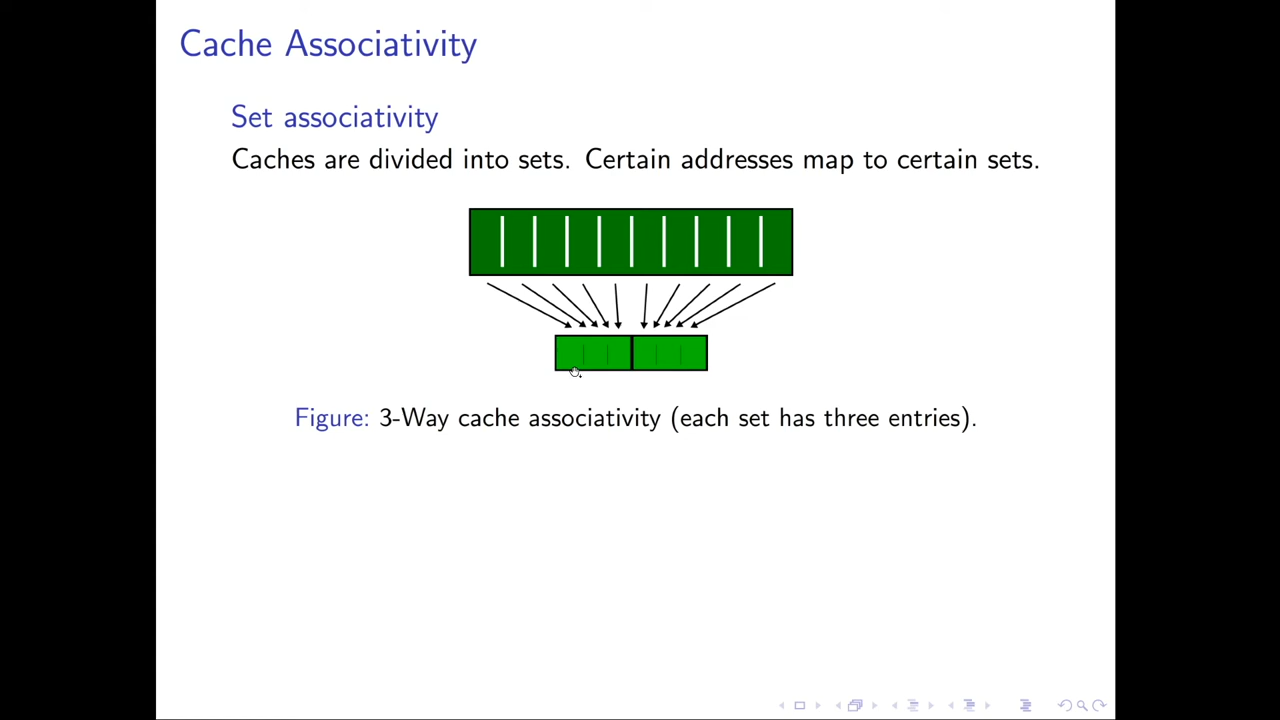 Cache Associativity
Set associativity
Caches are divided into sets. Certain addresses map to certain sets.
Figure: 3-Way cache associativity (each set has three entries).